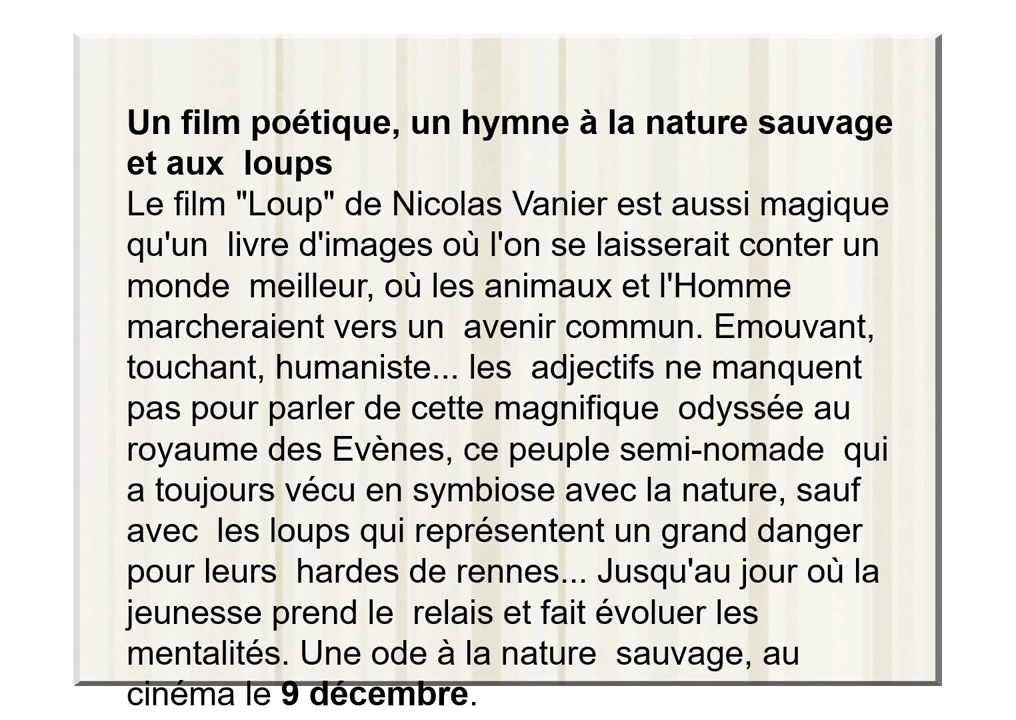 Un film poétique, un hymne à la nature sauvage
et aux  loups
Le film "Loup" de Nicolas Vanier est aussi magique
qu'un  livre d'images où l'on se laisserait conter un
monde  meilleur, où les animaux et l'Homme
marcheraient vers un  avenir commun. Emouvant,
touchant, humaniste... les  adjectifs ne manquent
pas pour parler de cette magnifique  odyssée au
royaume des Evènes, ce peuple semi-nomade  qui
a toujours vécu en symbiose avec la nature, sauf
avec  les loups qui représentent un grand danger
pour leurs  hardes de rennes... Jusqu'au jour où la
jeunesse prend le  relais et fait évoluer les
mentalités. Une ode à la nature  sauvage, au
cinéma le 9 décembre.